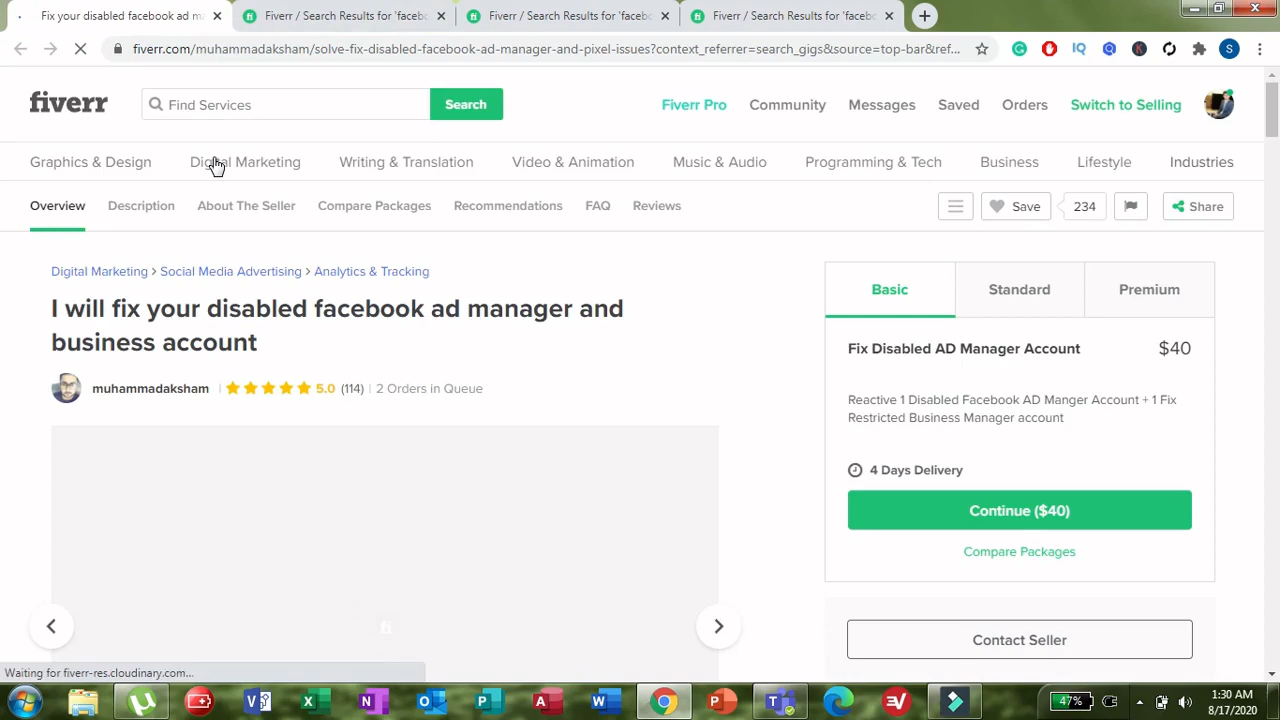 Your disabled facebook ad m
Fiverr / Search Results for 'faceb
Fiverr / Search Results for 'faceb
Fiverr / Search Results for 'faceb
fiverr.com/muhammadaksham/solve-fix-disabled-facebook-ad-manager-and-pixel-issues?context_referrer=search_gigs&source=top-bar&ref...
IQ
K
S
fiverr
Find Services
Search
Fiverr Pro
Community
Messages
Saved
Orders
Switch to Selling
Graphics & Design
Digital Marketing
Writing & Translation
Video & Animation
Music & Audio
Programming & Tech
Business
Lifestyle
Industries
Overview
Description
About The Seller
Compare Packages
Recommendations
FAQ
Reviews
Save
234
Share
Digital Marketing > Social Media Advertising > Analytics & Tracking
I will fix your disabled facebook ad manager and
business account
muhammadaksham
5.0 (114)
2 Orders in Queue
Basic
Standard
Premium
Fix Disabled AD Manager Account
$40
Reactive 1 Disabled Facebook AD Manger Account + 1 Fix
Restricted Business Manager account
4 Days Delivery
Continue ($40)
Compare Packages
Contact Seller
fi
Waiting for fiverr-res.cloudinary.com...
47%
1:30 AM
8/17/2020